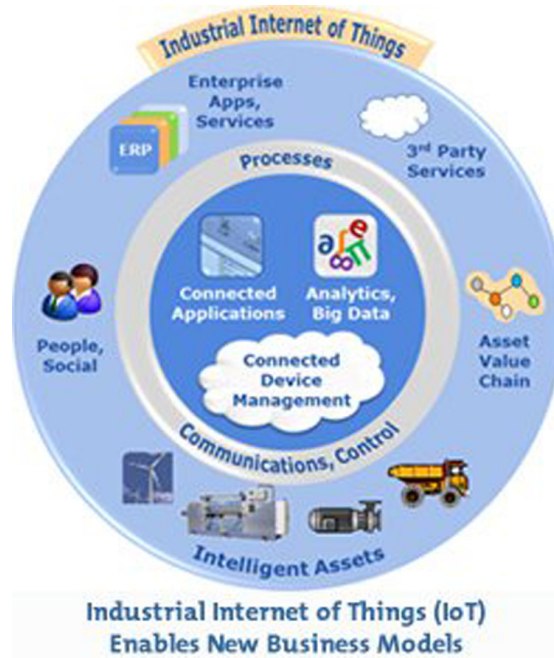 Industrial Internet of Things
Enterprise
Apps,
Services
ERP
3rd Party
Services
Processes
Connected
Applications
Analytics,
Big Data
People,
Social
Asset
Value
Chain
Connected
Device
Management
Communications, Control
Intelligent Assets
Industrial Internet of Things (IoT)
Enables New Business Models